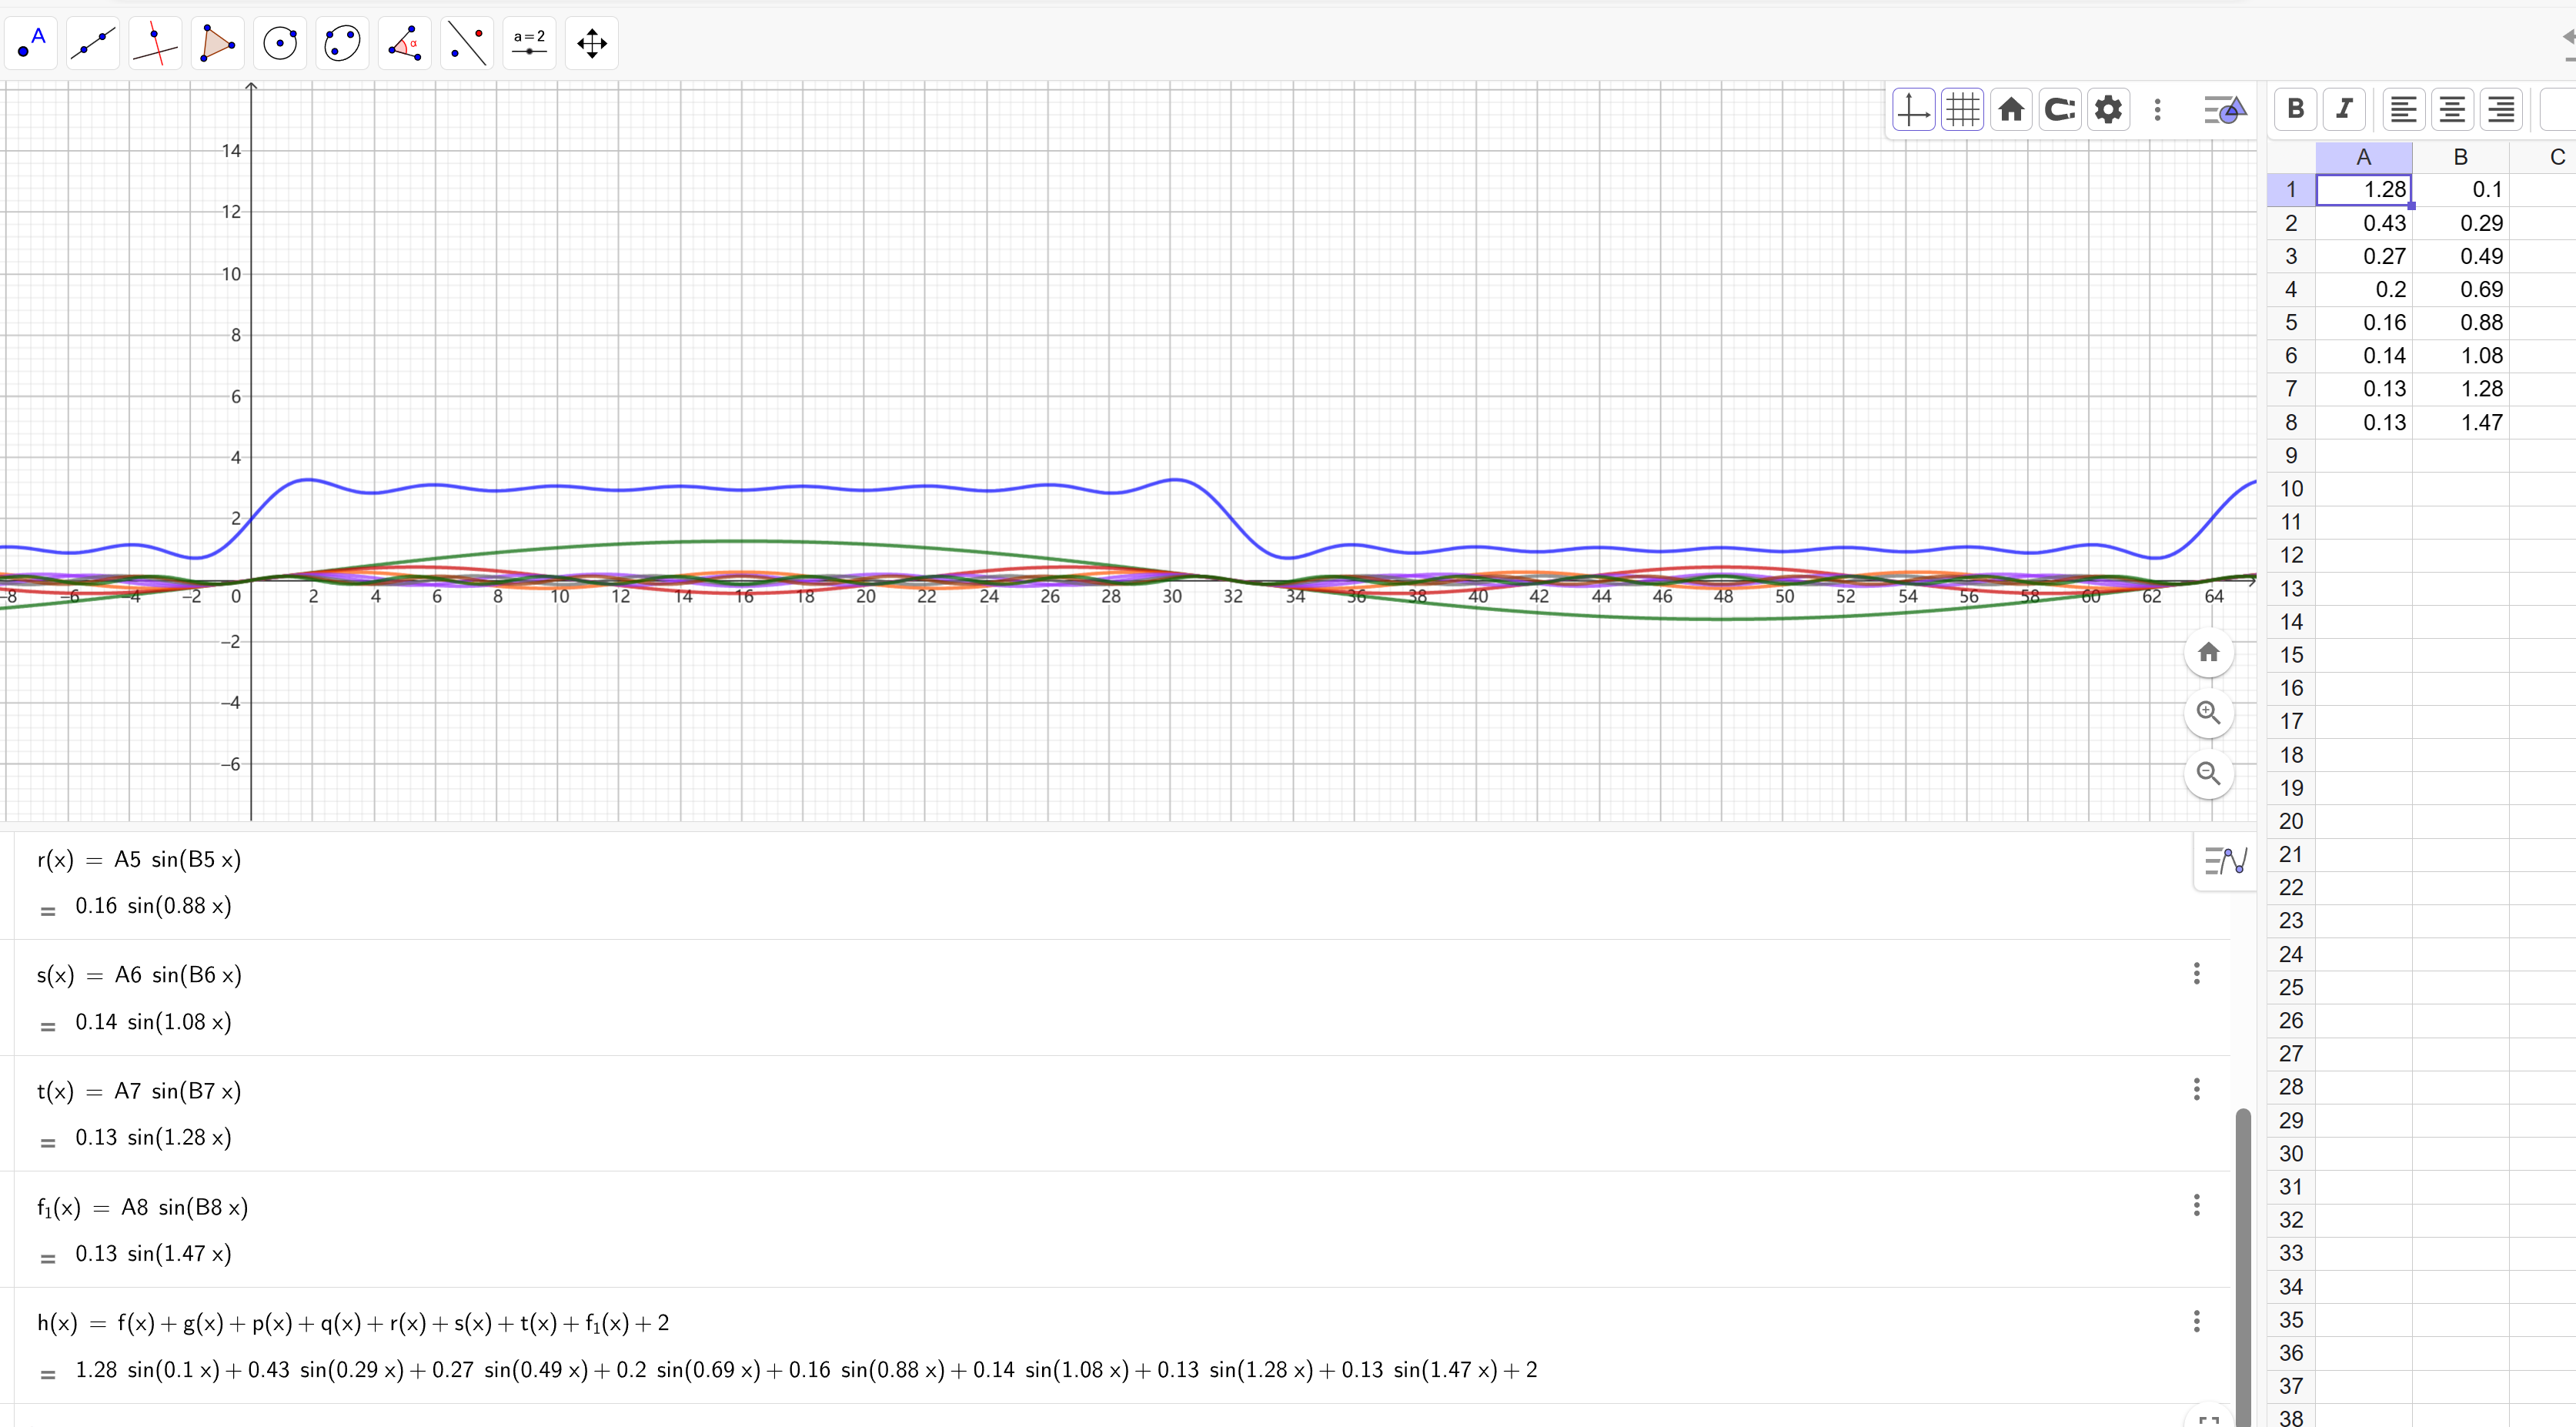 A
α
a = 2
B I
14
12
10
8
6
4
2
−8 −6 −4 −2 0 2 4 6 8 10 12 14 16 18 20 22 24 26 28 30 32 34 36 38 40 42 44 46 48 50 52 54 56 58 60 62 64
−2
−4
−6
A B C
1 1.28 0.1
2 0.43 0.29
3 0.27 0.49
4 0.2 0.69
5 0.16 0.88
6 0.14 1.08
7 0.13 1.28
8 0.13 1.47
9
10
11
12
13
14
15
16
17
18
19
20
21
22
23
24
25
26
27
28
29
30
31
32
33
34
35
36
37
38
r(x) = A5 sin(B5 x)
= 0.16 sin(0.88 x)
s(x) = A6 sin(B6 x)
= 0.14 sin(1.08 x)
t(x) = A7 sin(B7 x)
= 0.13 sin(1.28 x)
f₁(x) = A8 sin(B8 x)
= 0.13 sin(1.47 x)
h(x) = f(x) + g(x) + p(x) + q(x) + r(x) + s(x) + t(x) + f₁(x) + 2
= 1.28 sin(0.1 x) + 0.43 sin(0.29 x) + 0.27 sin(0.49 x) + 0.2 sin(0.69 x) + 0.16 sin(0.88 x) + 0.14 sin(1.08 x) + 0.13 sin(1.28 x) + 0.13 sin(1.47 x) + 2